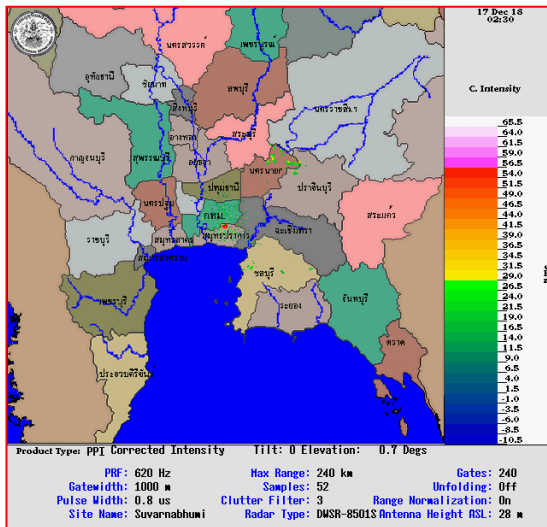 17 Dec 18
02:30
C. Intensity
นครสวรรค์
เพชรบูรณ์
อุทัยธานี
ชัยนาท
ลพบุรี
สิงห์บุรี
นครราชสีมา
อ่างทอง
สระบุรี
กาญจนบุรี
สุพรรณบุรี
อยุธยา
นครนายก
ปทุมธานี
ปราจีนบุรี
นครปฐม
กทม.
สระแก้ว
ราชบุรี
สมุทรสาคร
สมุทรปราการ
ฉะเชิงเทรา
ชลบุรี
เพชรบุรี
ระยอง
จันทบุรี
ตราด
ประจวบคีรีขันธ์
65.5
64.0
61.5
59.0
56.5
54.0
51.5
49.0
46.5
44.0
41.5
39.0
36.5
34.0
31.5
29.0
26.5
24.0
21.5
19.0
16.5
14.0
11.5
9.0
6.5
4.0
1.5
-1.0
-3.5
-6.0
-8.5
-10.5
Product Type: PPI Corrected Intensity Tilt: 0 Elevation: 0.7 Degs
PRF: 620 Hz Max Range: 240 km Gates: 240
Gatewidth: 1000 m Samples: 52 Unfolding: Off
Pulse Width: 0.8 us Clutter Filter: 3 Range Normalization: On
Site Name: Suvarnabhumi Radar Type: DWSR-8501S Antenna Height ASL: 28 m